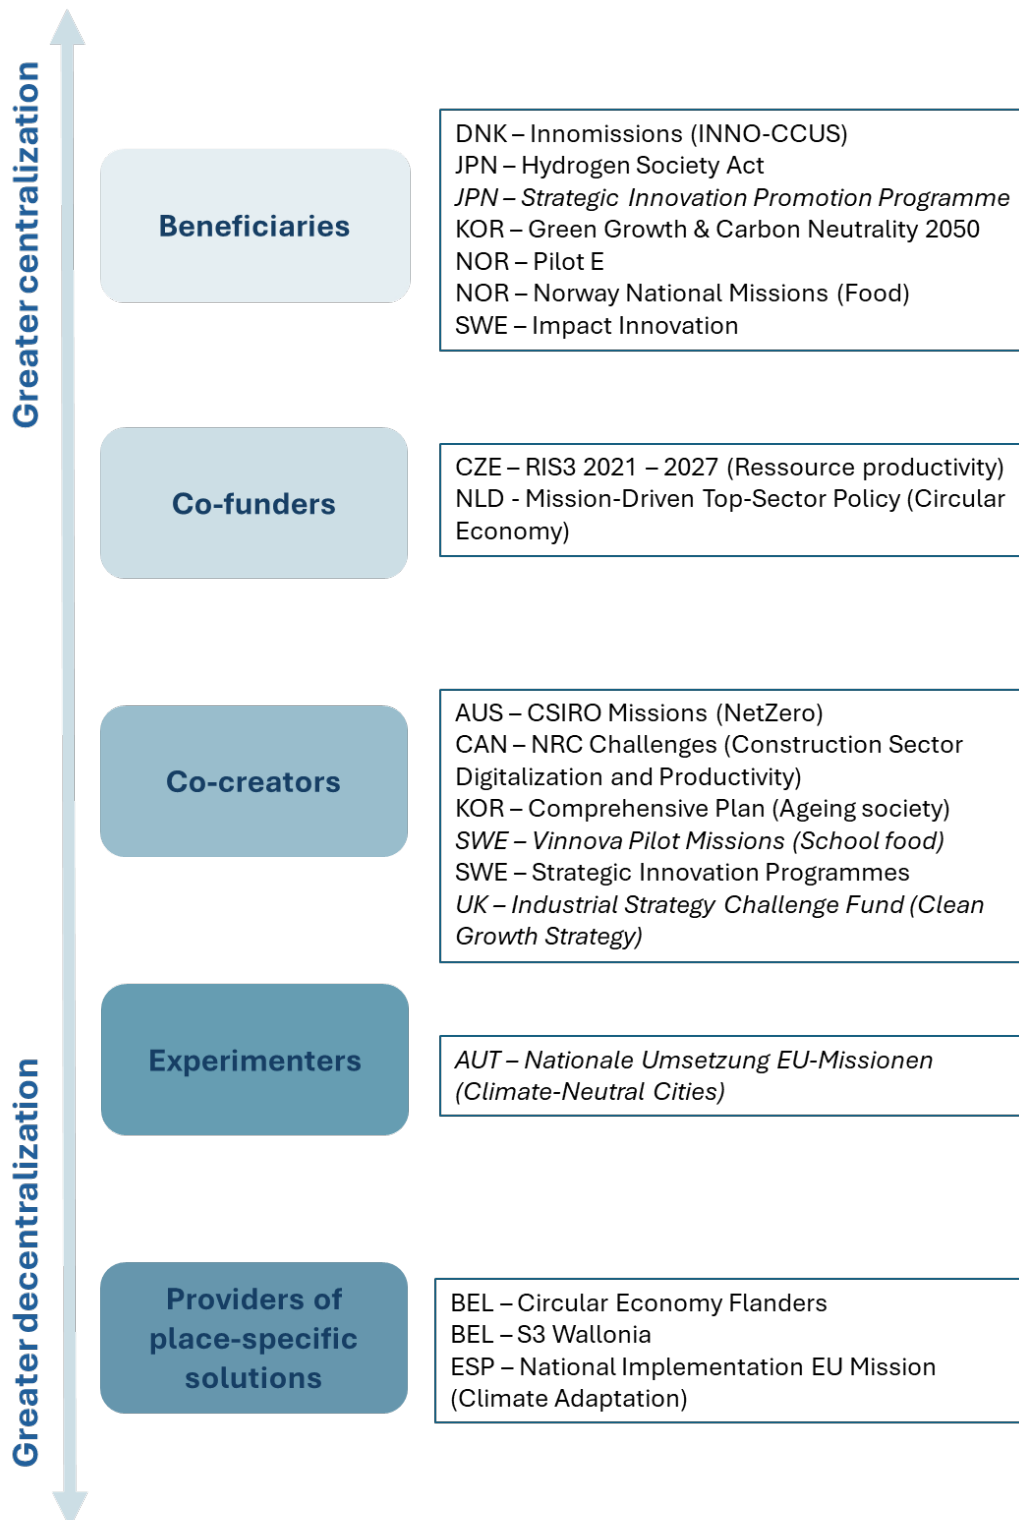 Greater centralization
Beneficiaries
DNK – Innomissions (INNO-CCUS)
JPN – Hydrogen Society Act
JPN – Strategic Innovation Promotion Programme
KOR – Green Growth & Carbon Neutrality 2050
NOR – Pilot E
NOR – Norway National Missions (Food)
SWE – Impact Innovation
Co-funders
CZE – RIS3 2021 – 2027 (Ressource productivity)
NLD - Mission-Driven Top-Sector Policy (Circular
Economy)
Co-creators
AUS – CSIRO Missions (NetZero)
CAN – NRC Challenges (Construction Sector
Digitalization and Productivity)
KOR – Comprehensive Plan (Ageing society)
SWE – Vinnova Pilot Missions (School food)
SWE – Strategic Innovation Programmes
UK – Industrial Strategy Challenge Fund (Clean
Growth Strategy)
Greater decentralization
Experimenters
AUT – Nationale Umsetzung EU-Missionen
(Climate-Neutral Cities)
Providers of
place-specific
solutions
BEL – Circular Economy Flanders
BEL – S3 Wallonia
ESP – National Implementation EU Mission
(Climate Adaptation)